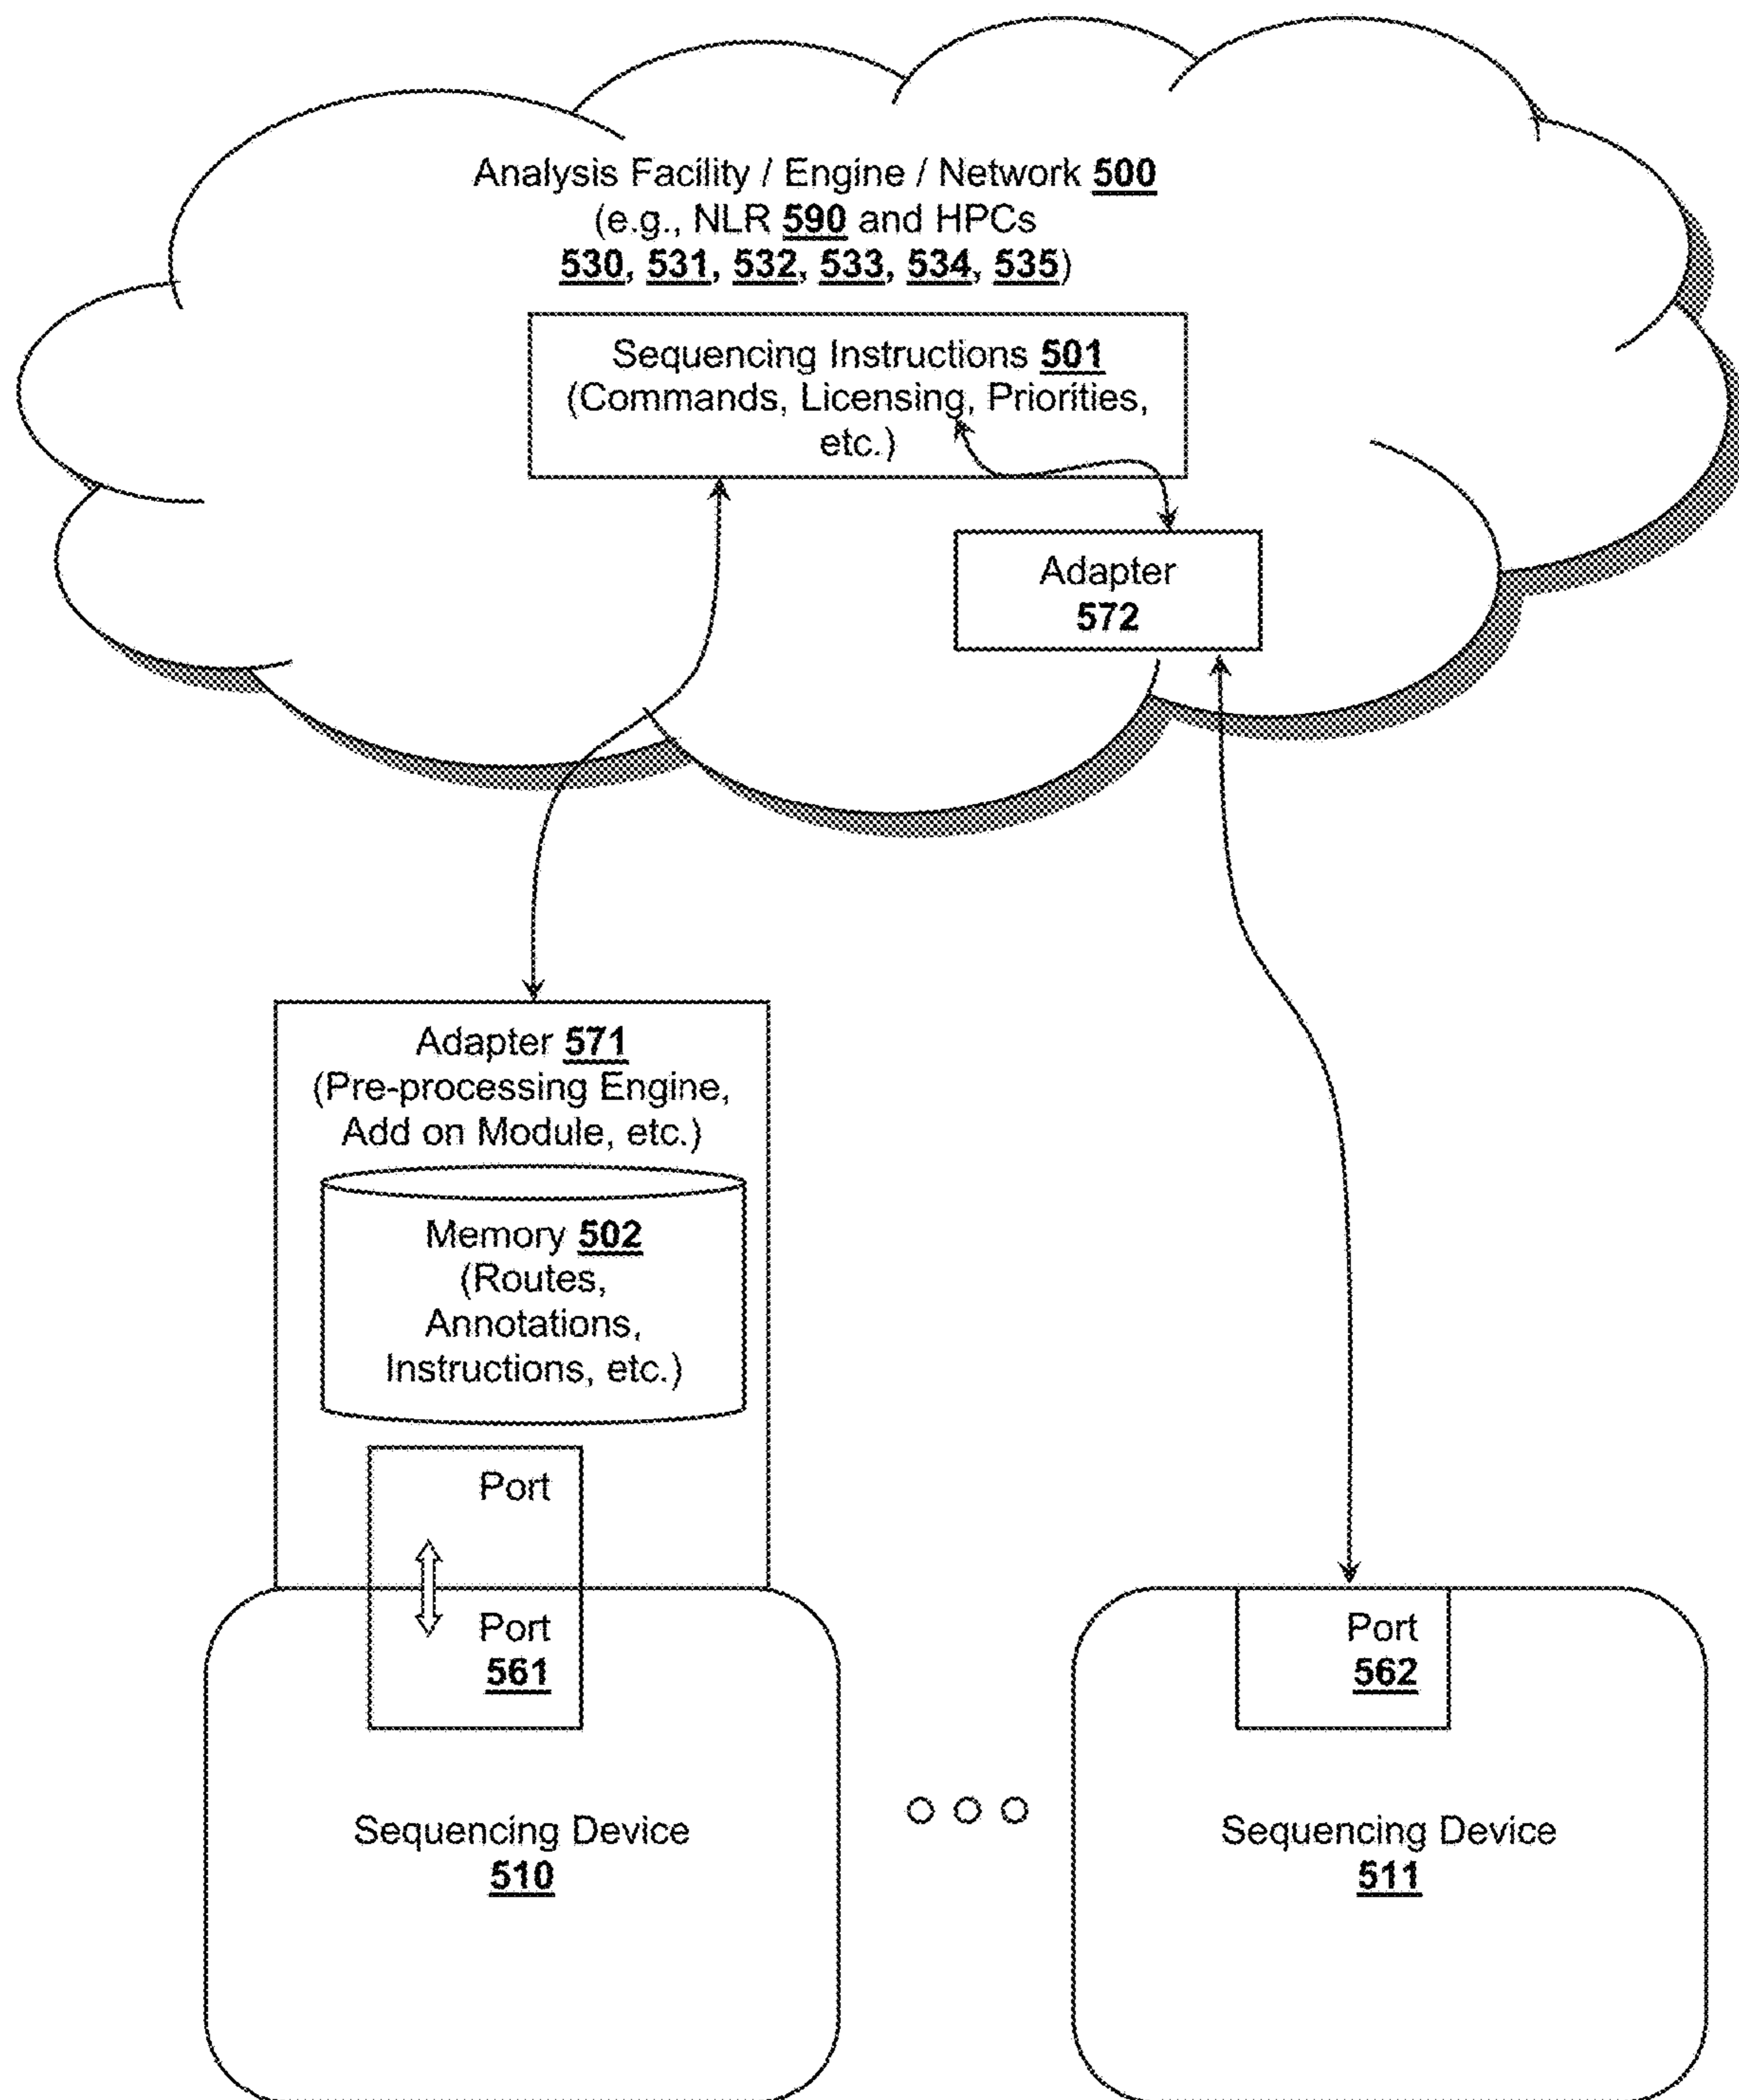 Analysis Facility / Engine / Network 500
(e.g., NLR 590 and HPCs
530, 531, 532, 533, 534, 535)
Sequencing Instructions 501
(Commands, Licensing, Priorities,
etc.)
Adapter
572
Adapter 571
(Pre-processing Engine,
Add on Module, etc.)
Memory 502
(Routes,
Annotations,
Instructions, etc.)
Port
Port
561
Port
562
Sequencing Device
510
Sequencing Device
511